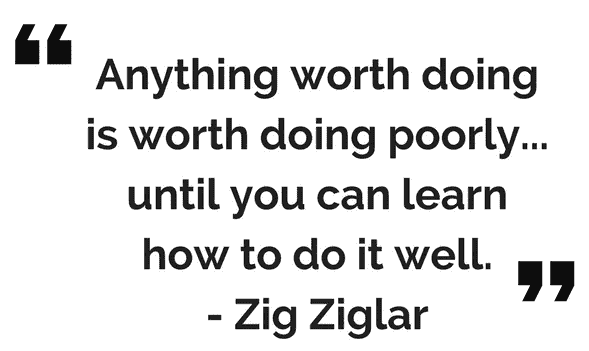 “ Anything worth doing
is worth doing poorly...
until you can learn
how to do it well. ”
- Zig Ziglar